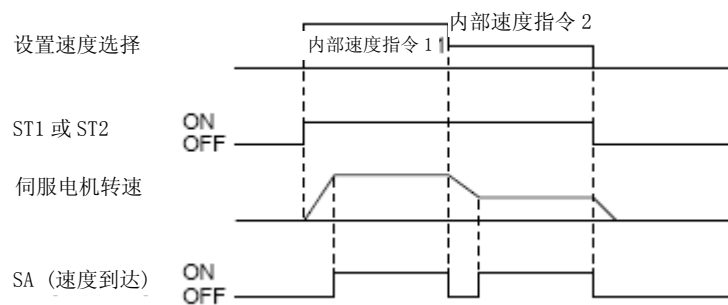 内部速度指令 2
设置速度选择
内部速度指令 1
ST1 或 ST2
ON
OFF
伺服电机转速
SA (速度到达)
ON
OFF